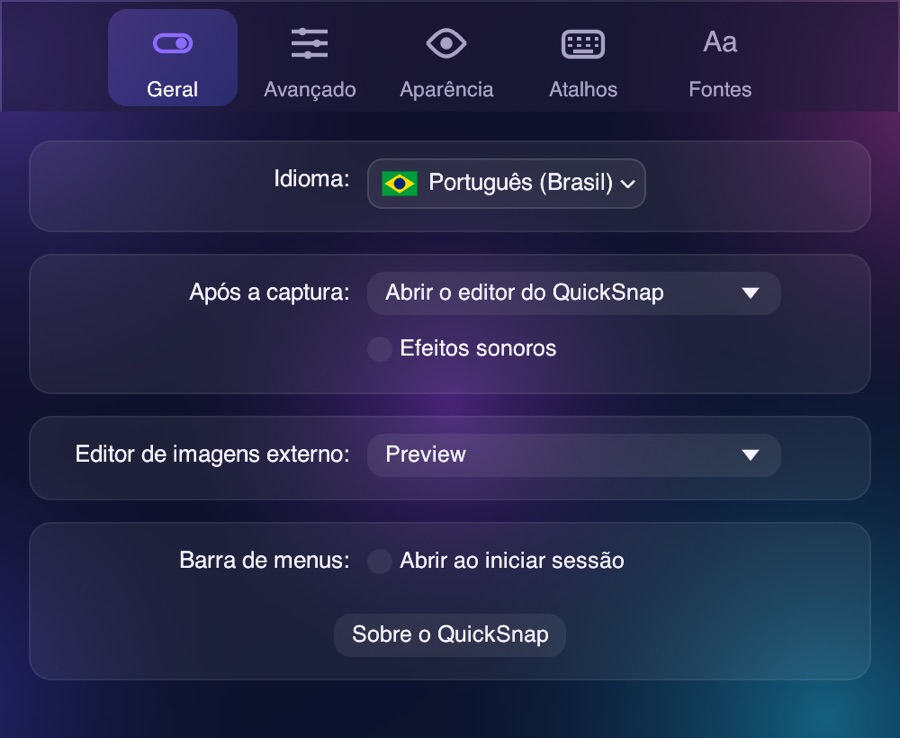 Aa
Geral Avançado Aparência Atalhos Fontes
Idioma: Português (Brasil)
Após a captura: Abrir o editor do QuickSnap
Efeitos sonoros
Editor de imagens externo: Preview
Barra de menus: Abrir ao iniciar sessão
Sobre o QuickSnap